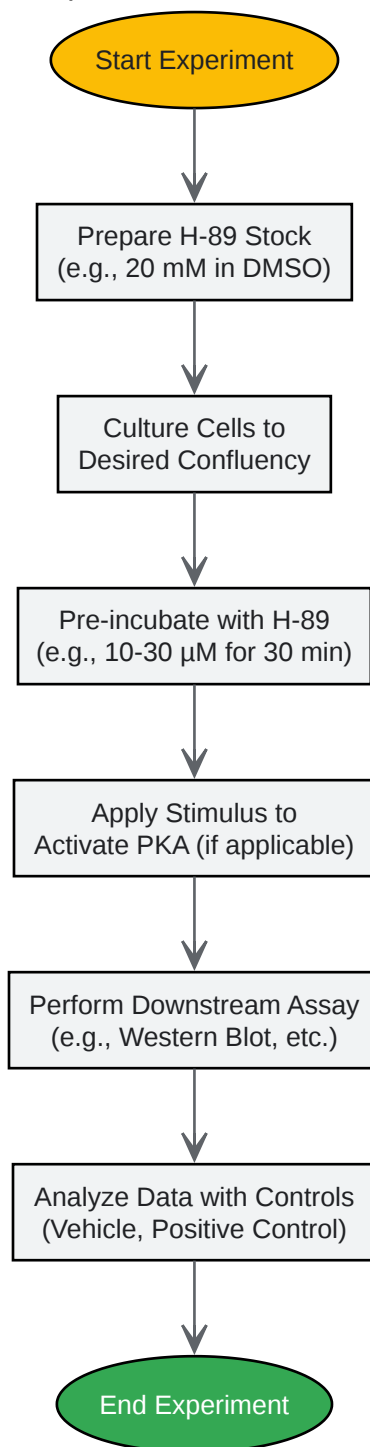 Start Experiment
Prepare H-89 Stock
(e.g., 20 mM in DMSO)
Culture Cells to
Desired Confluency
Pre-incubate with H-89
(e.g., 10-30 µM for 30 min)
Apply Stimulus to
Activate PKA (if applicable)
Perform Downstream Assay
(e.g., Western Blot, etc.)
Analyze Data with Controls
(Vehicle, Positive Control)
End Experiment